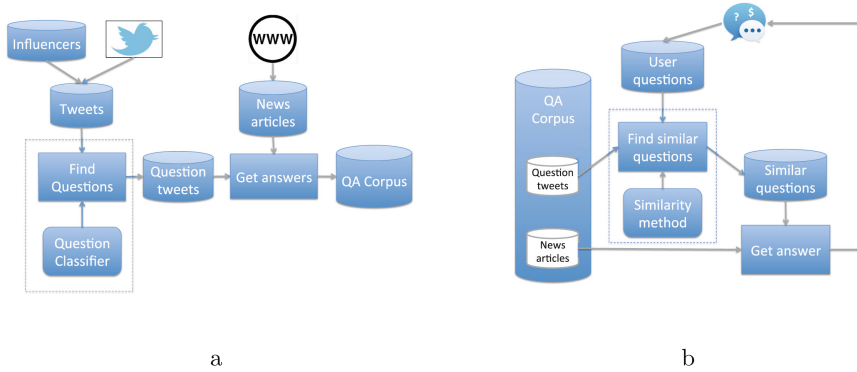 Influencers
WWW
Tweets
News
articles
Find
Questions
Question
tweets
Get answers
QA Corpus
Question
Classifier
a
? $
User
questions
QA
Corpus
Find similar
questions
Question
tweets
Similar
questions
Similarity
method
News
articles
Get answer
b